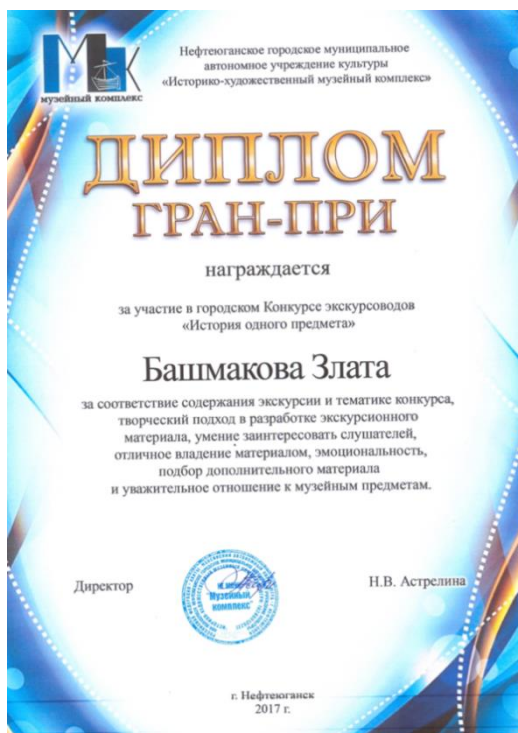 МК
музейный комплекс
Нефтеюганское городское муниципальное
автономное учреждение культуры
«Историко-художественный музейный комплекс»
ДИПЛОМ
ГРАН-ПРИ
награждается
за участие в городском Конкурсе экскурсоводов
«История одного предмета»
Башмакова Злата
за соответствие содержания экскурсии и тематике конкурса,
творческий подход в разработке экскурсионного
материала, умение заинтересовать слушателей,
отличное владение материалом, эмоциональность,
подбор дополнительного материала
и уважительное отношение к музейным предметам.
Директор
Музейный
комплекс
Н.В. Астрелина
г. Нефтеюганск
2017 г.